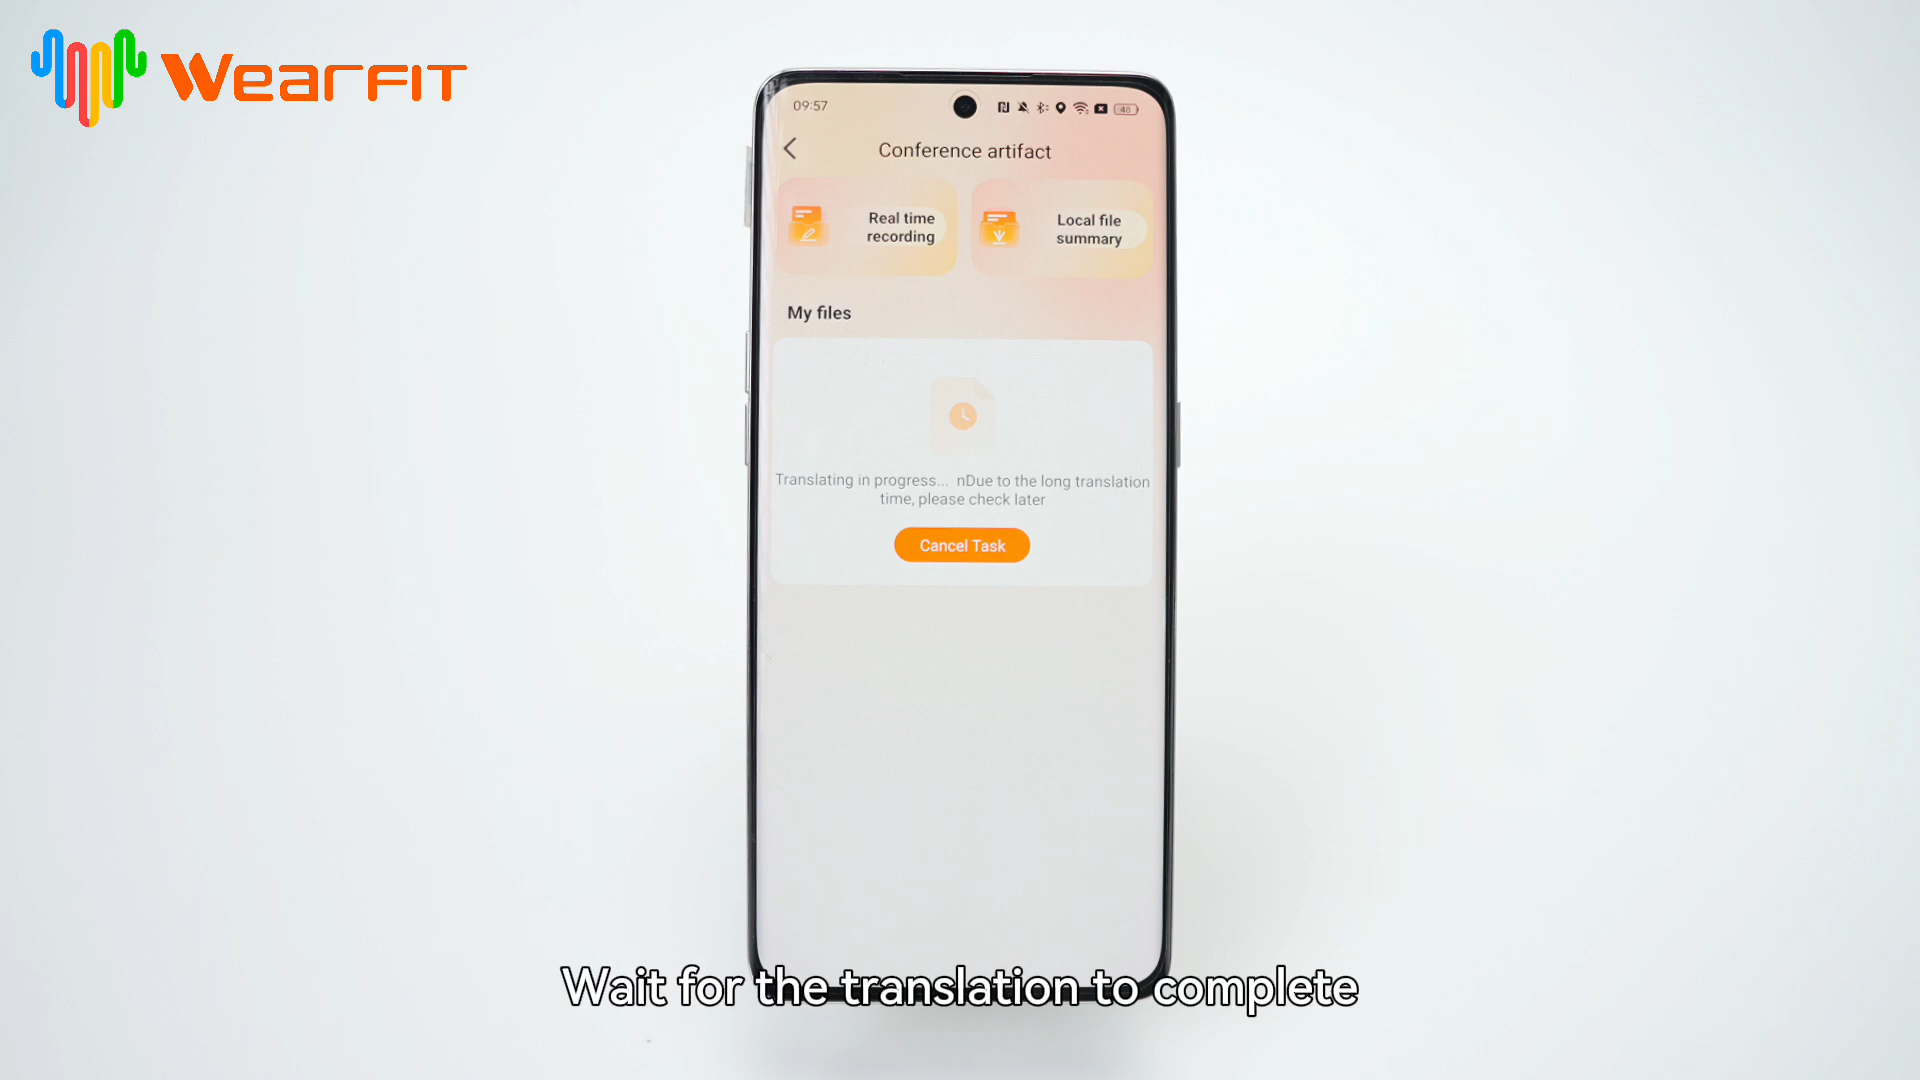 WearFIT
09:57
48
Conference artifact
Real time
recording
Local file
summary
My files
Translating in progress... nDue to the long translation
time, please check later
Cancel Task
Wait for the translation to complete